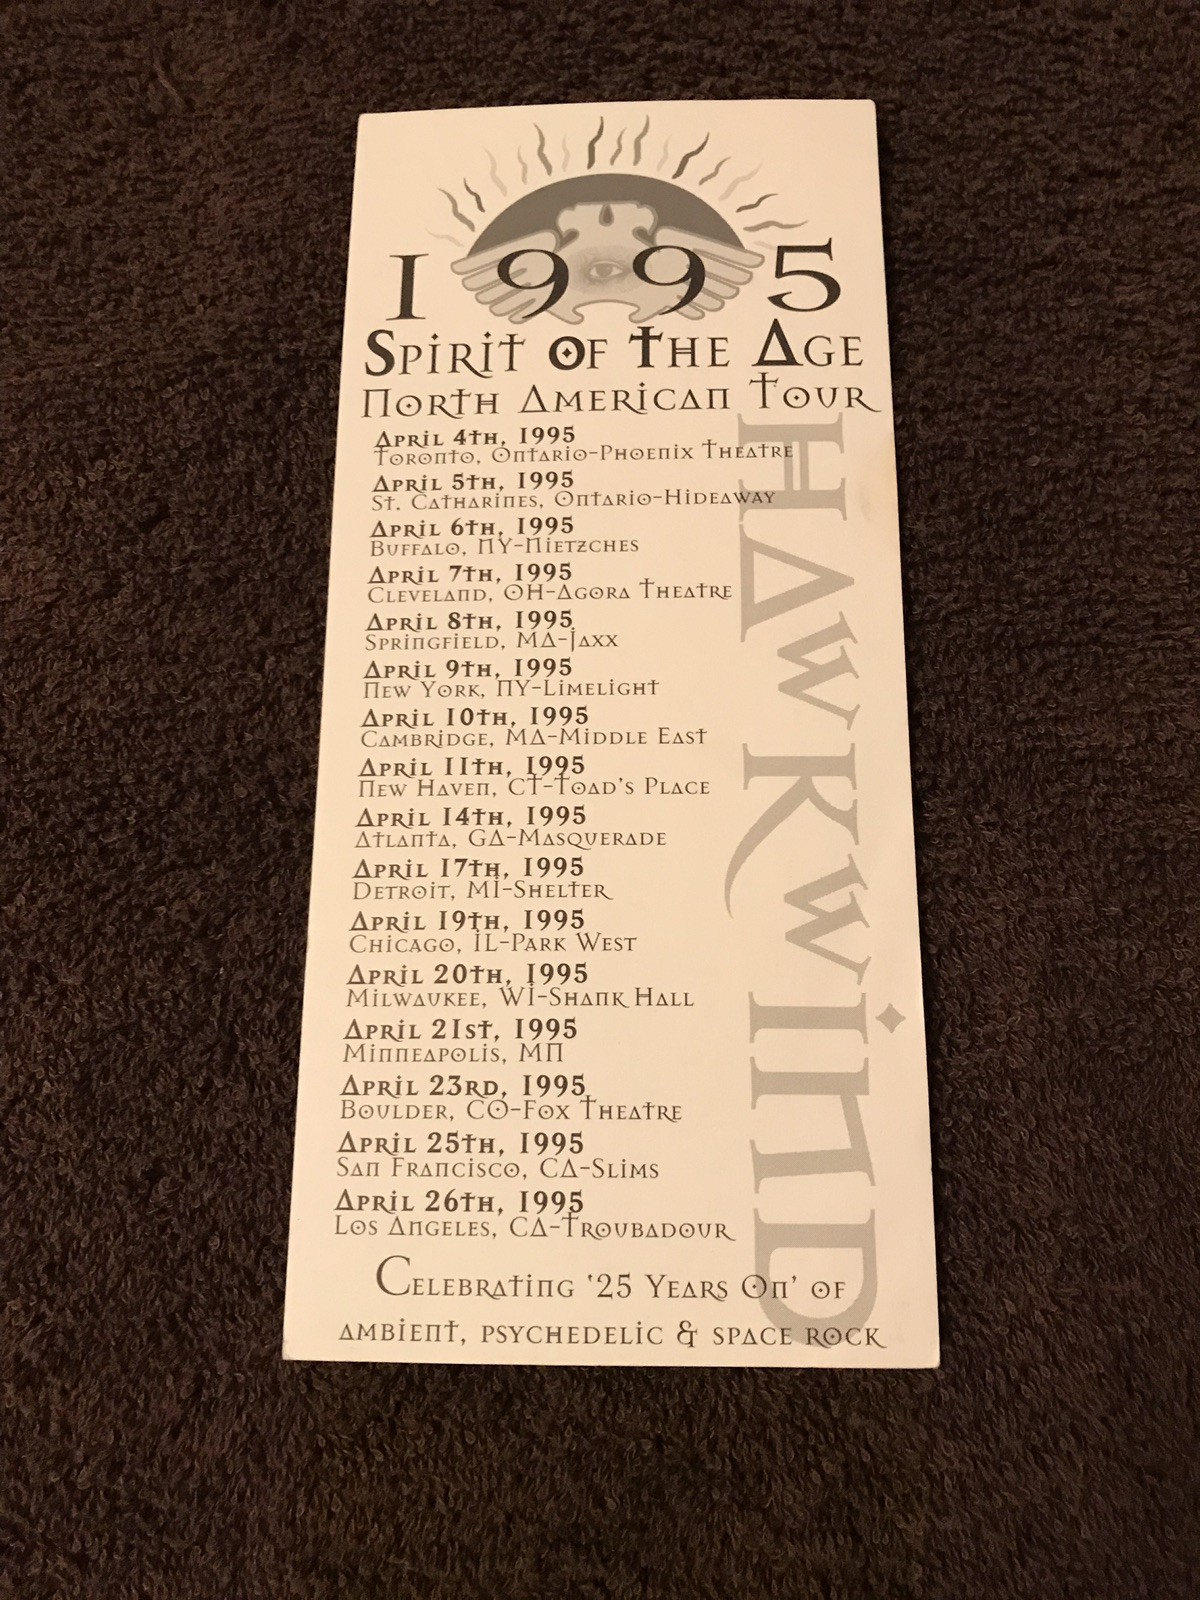 1995
Spirit of the Age
North American Tour
April 4th, 1995
Toronto, Ontario-Phoenix Theatre
April 5th, 1995
St. Catharines, Ontario-Hideaway
April 6th, 1995
Buffalo, NY-Nietzches
April 7th, 1995
Cleveland, OH-Agora Theatre
April 8th, 1995
Springfield, MA-Jaxx
April 9th, 1995
New York, NY-Limelight
April 10th, 1995
Cambridge, MA-Middle East
April 11th, 1995
New Haven, CT-Toad's Place
April 14th, 1995
Atlanta, GA-Masquerade
April 17th, 1995
Detroit, MI-Shelter
April 19th, 1995
Chicago, IL-Park West
April 20th, 1995
Milwaukee, WI-Shank Hall
April 21st, 1995
Minneapolis, MN
April 23rd, 1995
Boulder, CO-Fox Theatre
April 25th, 1995
San Francisco, CA-Slims
April 26th, 1995
Los Angeles, CA-Troubadour
Celebrating '25 Years On' of
ambient, psychedelic & space rock
Hawkwind